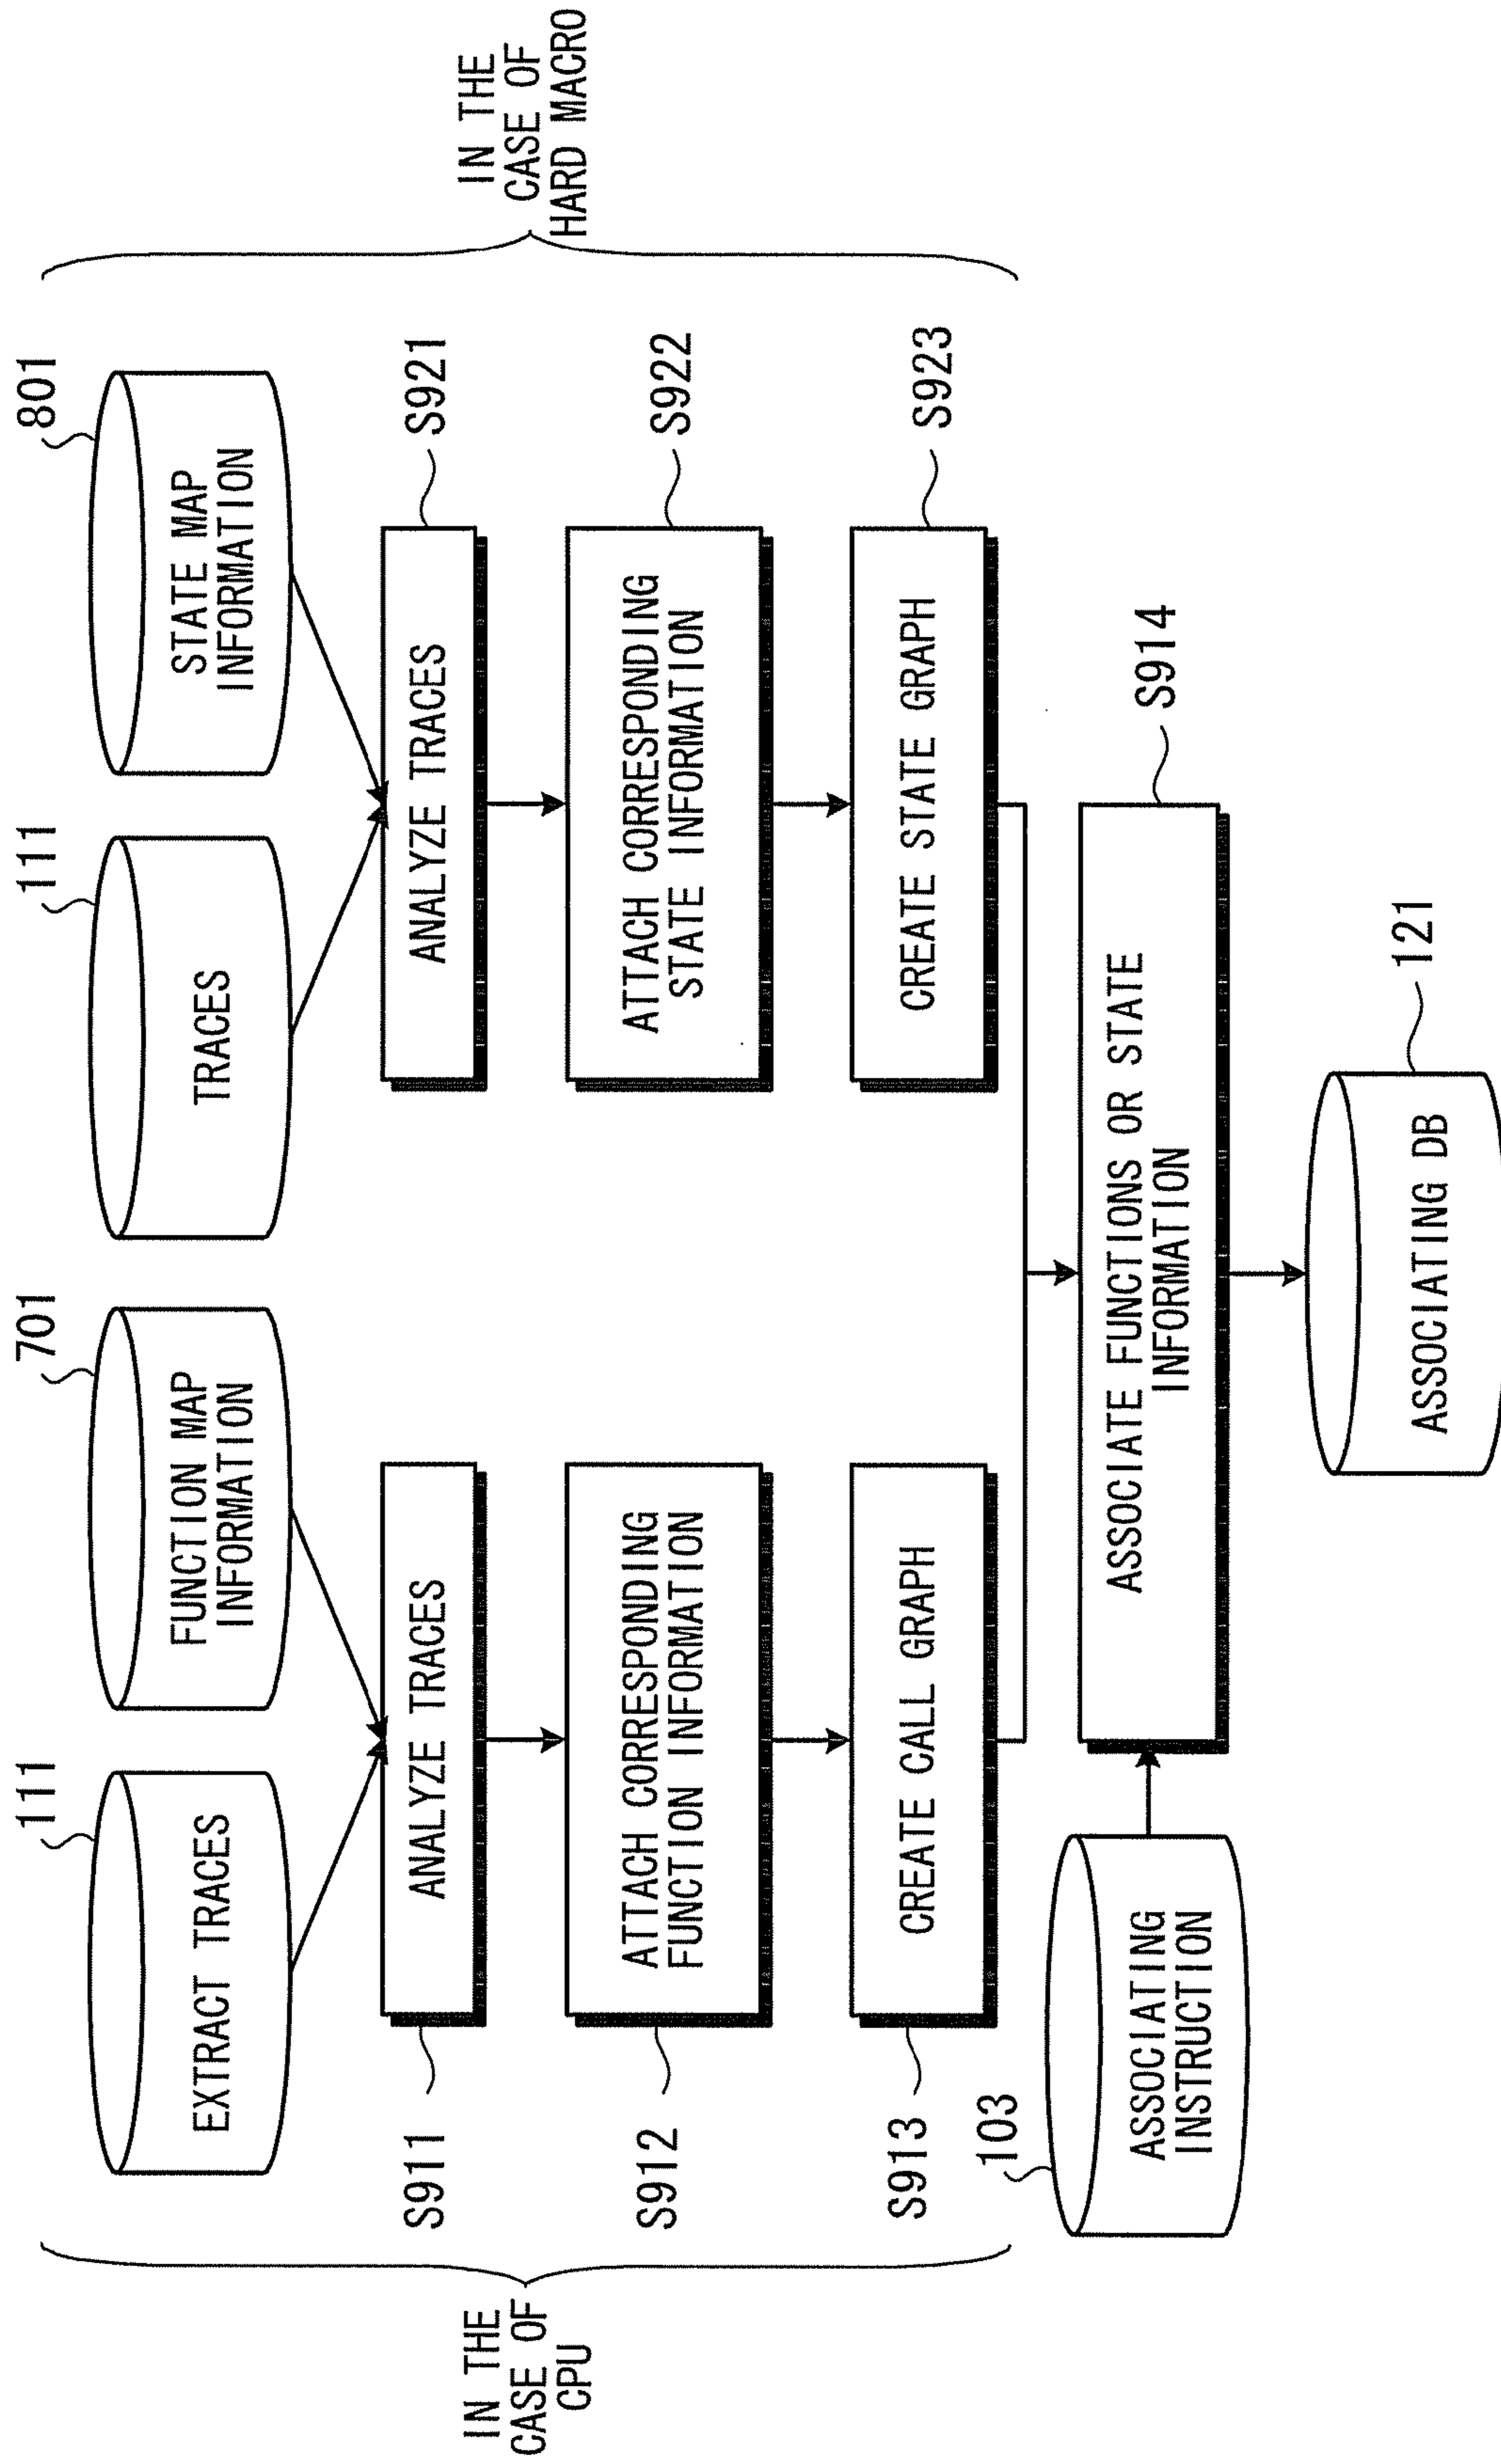 111
701
111
801
EXTRACT TRACES
FUNCTION MAP
INFORMATION
TRACES
STATE MAP
INFORMATION
IN THE
CASE OF
CPU
S911
ANALYZE TRACES
ANALYZE TRACES
S921
IN THE
CASE OF
HARD MACRO
S912
ATTACH CORRESPONDING
FUNCTION INFORMATION
ATTACH CORRESPONDING
STATE INFORMATION
S922
S913
CREATE CALL GRAPH
CREATE STATE GRAPH
S923
103
ASSOCIATING
INSTRUCTION
ASSOCIATE FUNCTIONS OR STATE
INFORMATION
S914
ASSOCIATING DB
121